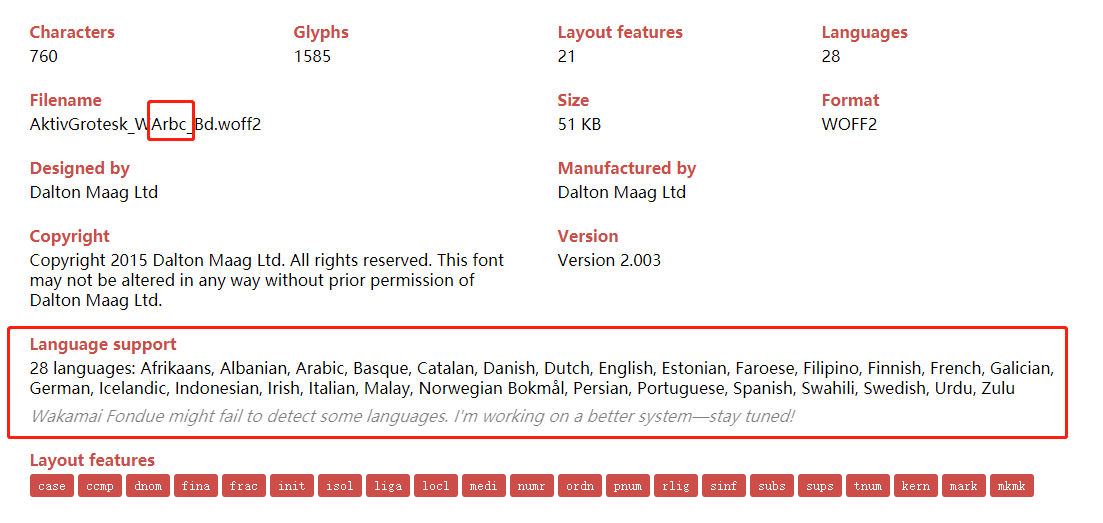 Characters Glyphs Layout features Languages
760 1585 21 28
Filename Size Format
AktivGrotesk_WArbc_Bd.woff2 51 KB WOFF2
Designed by Manufactured by
Dalton Maag Ltd Dalton Maag Ltd
Copyright Version
Copyright 2015 Dalton Maag Ltd. All rights reserved. This font Version 2.003
may not be altered in any way without prior permission of
Dalton Maag Ltd.
Language support
28 languages: Afrikaans, Albanian, Arabic, Basque, Catalan, Danish, Dutch, English, Estonian, Faroese, Filipino, Finnish, French, Galician,
German, Icelandic, Indonesian, Irish, Italian, Malay, Norwegian Bokmål, Persian, Portuguese, Spanish, Swahili, Swedish, Urdu, Zulu
Wakamai Fondue might fail to detect some languages. I'm working on a better system—stay tuned!
Layout features
case ccmp dnom fina frac init isol liga locl medi numr ordn pnum rlig sinf subs sups tnum kern mark mkmk